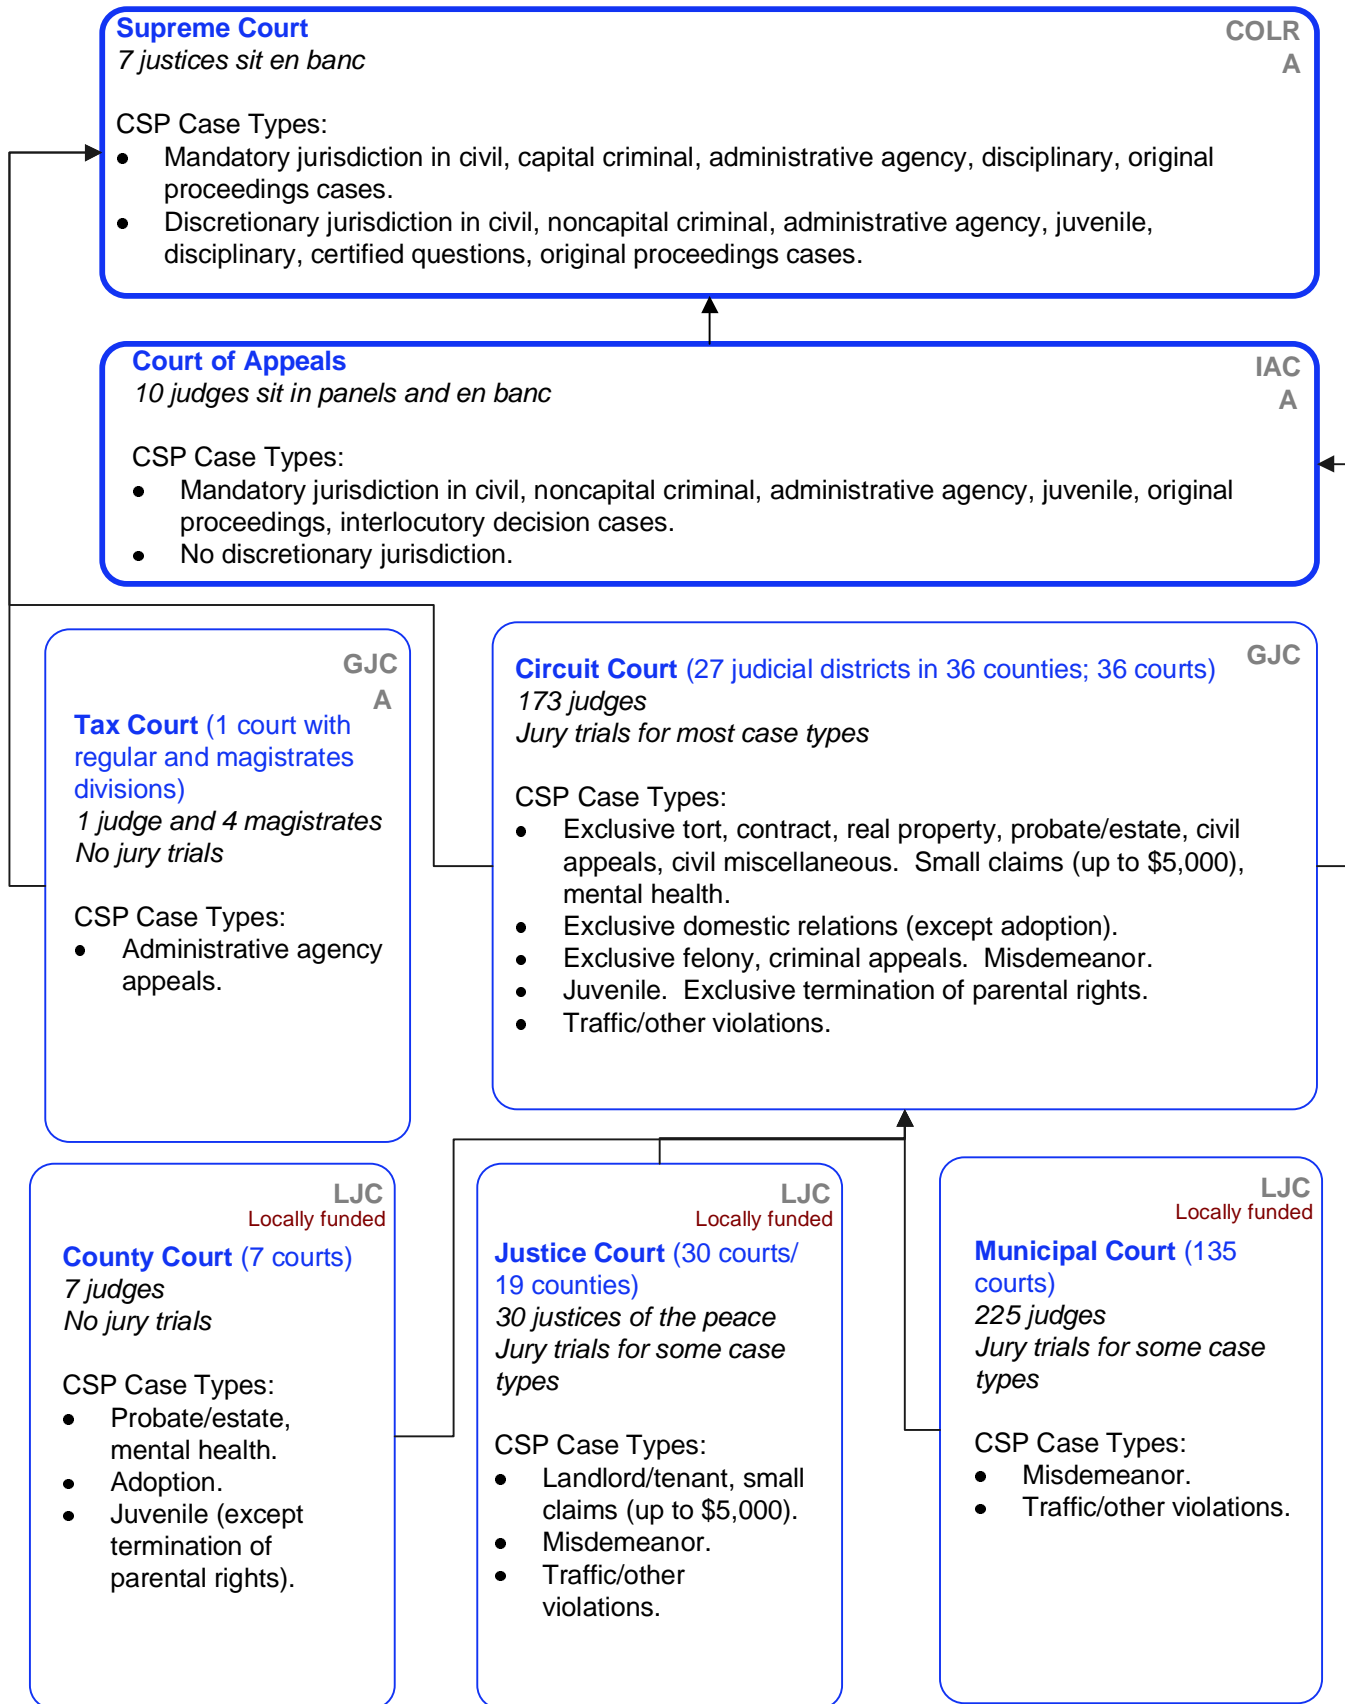 Supreme Court
COLR
7 justices sit en banc
A
CSP Case Types:
● Mandatory jurisdiction in civil, capital criminal, administrative agency, disciplinary, original
proceedings cases.
● Discretionary jurisdiction in civil, noncapital criminal, administrative agency, juvenile,
disciplinary, certified questions, original proceedings cases.
Court of Appeals
IAC
10 judges sit in panels and en banc
A
CSP Case Types:
● Mandatory jurisdiction in civil, noncapital criminal, administrative agency, juvenile, original
proceedings, interlocutory decision cases.
● No discretionary jurisdiction.
GJC
A
Tax Court (1 court with
regular and magistrates
divisions)
1 judge and 4 magistrates
No jury trials
CSP Case Types:
● Administrative agency
appeals.
GJC
Circuit Court (27 judicial districts in 36 counties; 36 courts)
173 judges
Jury trials for most case types
CSP Case Types:
● Exclusive tort, contract, real property, probate/estate, civil
appeals, civil miscellaneous. Small claims (up to $5,000),
mental health.
● Exclusive domestic relations (except adoption).
● Exclusive felony, criminal appeals. Misdemeanor.
● Juvenile. Exclusive termination of parental rights.
● Traffic/other violations.
LJC
Locally funded
County Court (7 courts)
7 judges
No jury trials
CSP Case Types:
● Probate/estate,
mental health.
● Adoption.
● Juvenile (except
termination of
parental rights).
LJC
Locally funded
Justice Court (30 courts/
19 counties)
30 justices of the peace
Jury trials for some case
types
CSP Case Types:
● Landlord/tenant, small
claims (up to $5,000).
● Misdemeanor.
● Traffic/other
violations.
LJC
Locally funded
Municipal Court (135
courts)
225 judges
Jury trials for some case
types
CSP Case Types:
● Misdemeanor.
● Traffic/other violations.